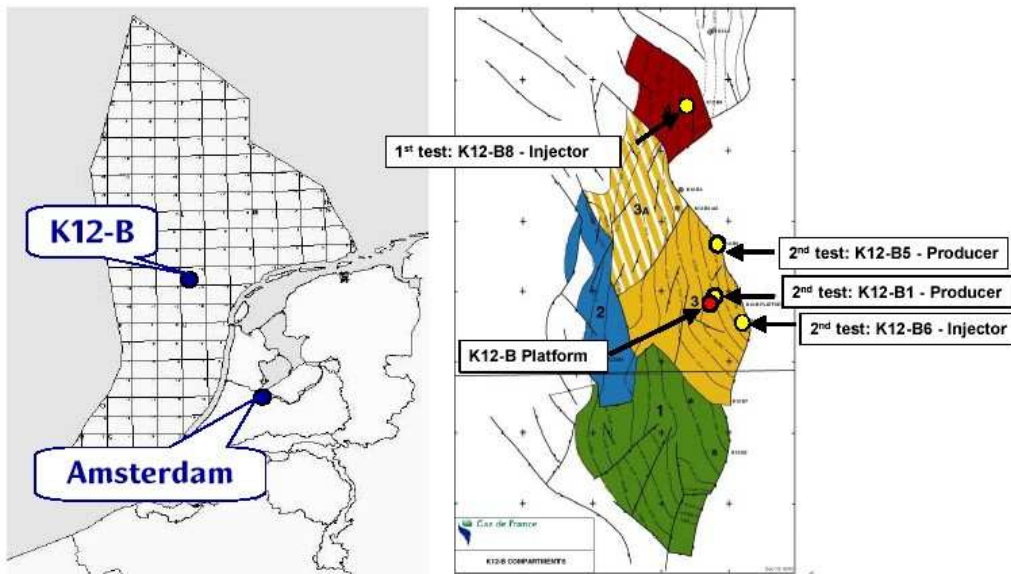 K12-B
Amsterdam
1st test: K12-B8 - Injector
3A
2nd test: K12-B5 - Producer
2nd test: K12-B1 - Producer
3
2
2nd test: K12-B6 - Injector
K12-B Platform
1
Gaz de France
K12-B COMPARTMENTS